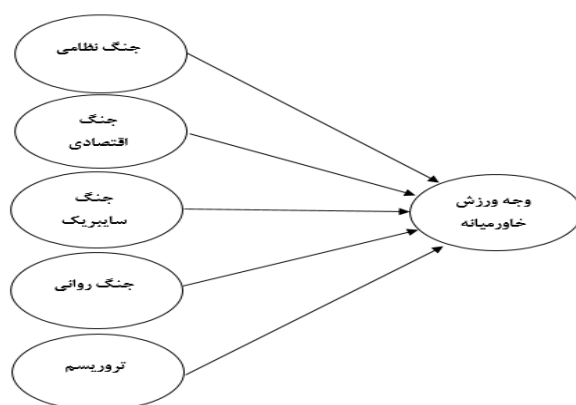 جنگ نظامی
جنگ
اقتصادی
جنگ
سایبریک
جنگ روانی
تروریسم
وجه ورزش
خاورمیانه